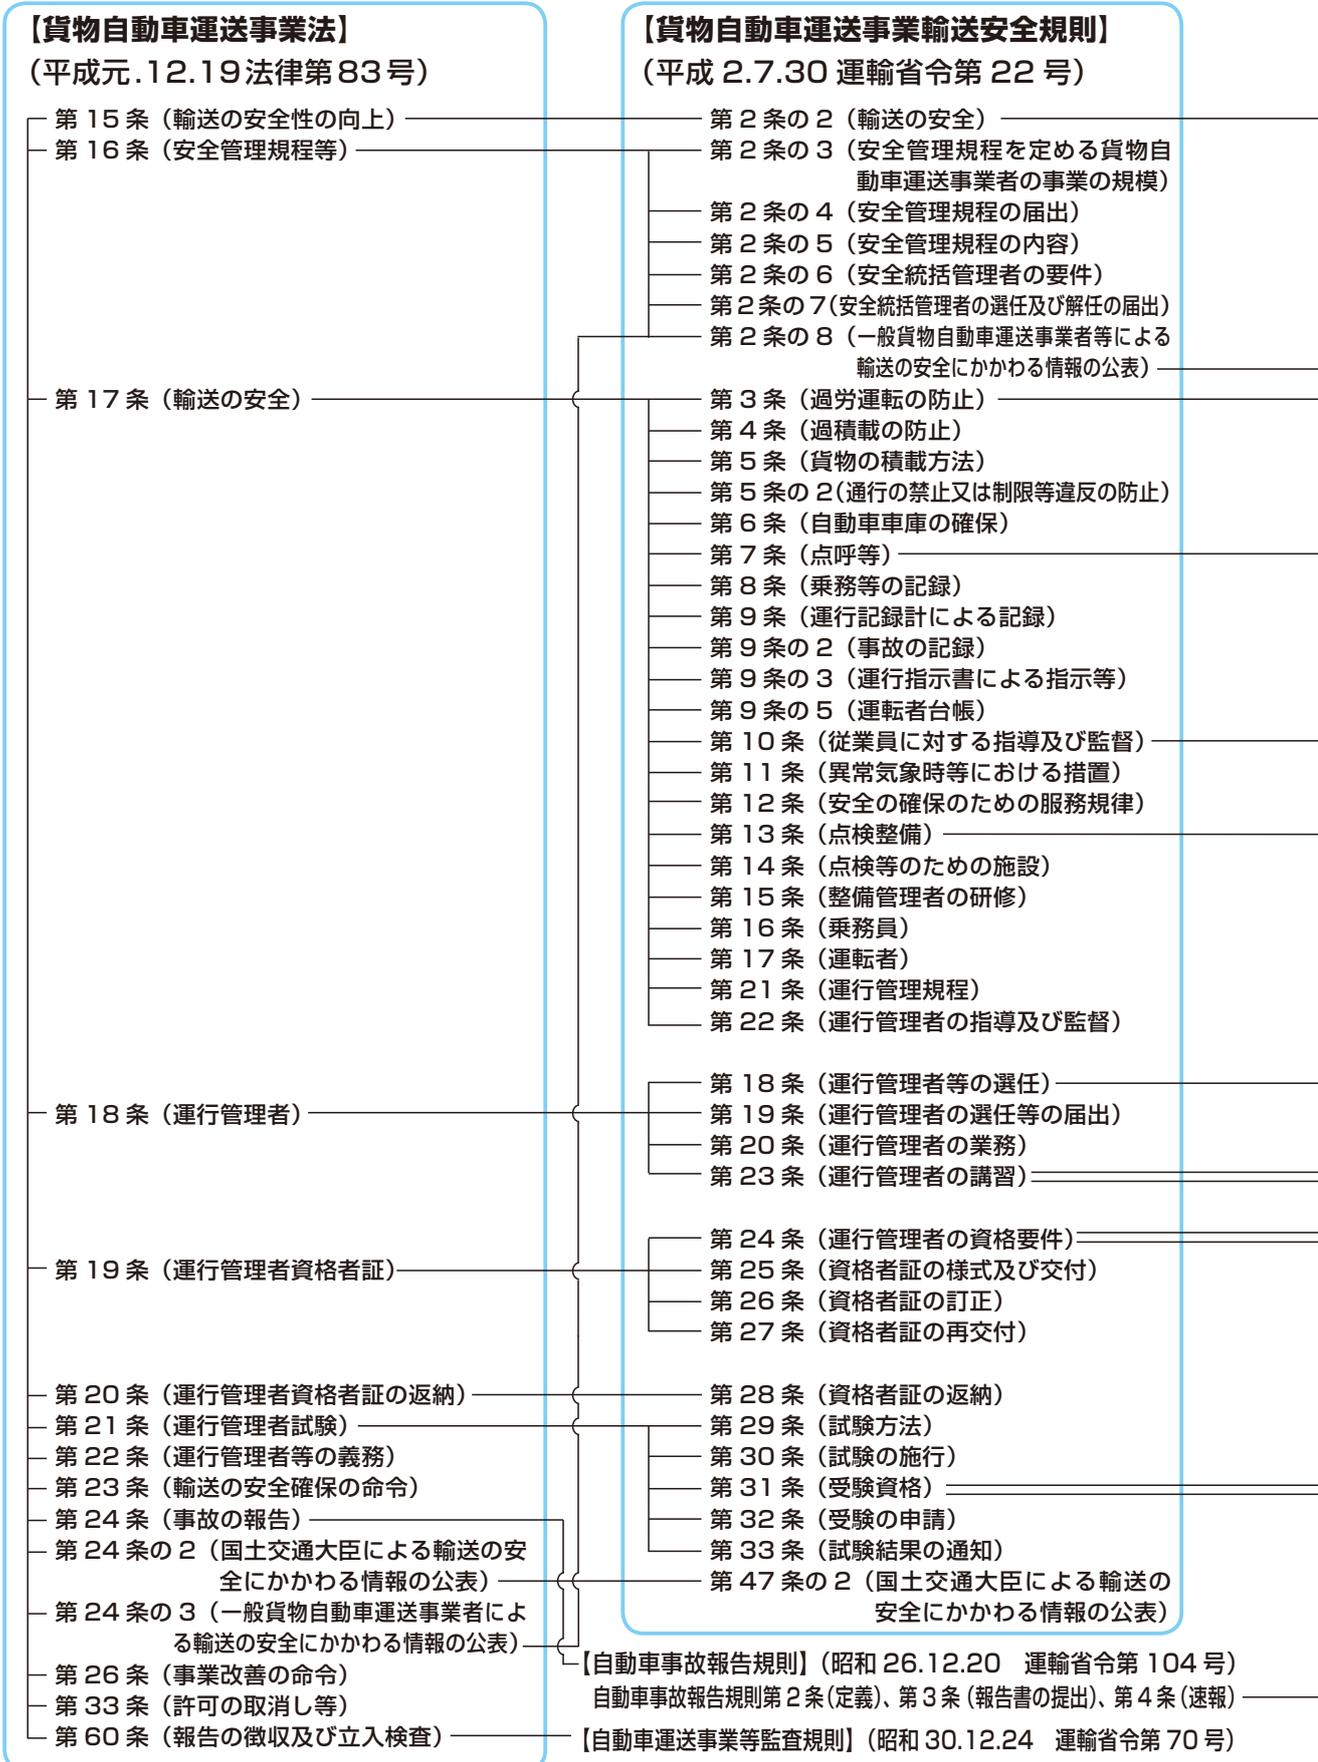 【貨物自動車運送事業法】
（平成元.12.19法律第83号）
第15条（輸送の安全性の向上）
第16条（安全管理規程等）
第17条（輸送の安全）
第18条（運行管理者）
第19条（運行管理者資格者証）
第20条（運行管理者資格者証の返納）
第21条（運行管理者試験）
第22条（運行管理者等の義務）
第23条（輸送の安全確保の命令）
第24条（事故の報告）
第24条の2（国土交通大臣による輸送の安
全にかかわる情報の公表）
第24条の3（一般貨物自動車運送事業者によ
る輸送の安全にかかわる情報の公表）
第26条（事業改善の命令）
第33条（許可の取消し等）
第60条（報告の徴収及び立入検査）
【貨物自動車運送事業輸送安全規則】
（平成2.7.30運輸省令第22号）
第2条の2（輸送の安全）
第2条の3（安全管理規程を定める貨物自
動車運送事業者の事業の規模）
第2条の4（安全管理規程の届出）
第2条の5（安全管理規程の内容）
第2条の6（安全統括管理者の要件）
第2条の7（安全統括管理者の選任及び解任の届出）
第2条の8（一般貨物自動車運送事業者等による
輸送の安全にかかわる情報の公表）
第3条（過労運転の防止）
第4条（過積載の防止）
第5条（貨物の積載方法）
第5条の2（通行の禁止又は制限等違反の防止）
第6条（自動車車庫の確保）
第7条（点呼等）
第8条（乗務等の記録）
第9条（運行記録計による記録）
第9条の2（事故の記録）
第9条の3（運行指示書による指示等）
第9条の5（運転者台帳）
第10条（従業員に対する指導及び監督）
第11条（異常気象時等における措置）
第12条（安全の確保のための服務規律）
第13条（点検整備）
第14条（点検等のための施設）
第15条（整備管理者の研修）
第16条（乗務員）
第17条（運転者）
第21条（運行管理規程）
第22条（運行管理者の指導及び監督）
第18条（運行管理者等の選任）
第19条（運行管理者の選任等の届出）
第20条（運行管理者の業務）
第23条（運行管理者の講習）
第24条（運行管理者の資格要件）
第25条（資格者証の様式及び交付）
第26条（資格者証の訂正）
第27条（資格者証の再交付）
第28条（資格者証の返納）
第29条（試験方法）
第30条（試験の施行）
第31条（受験資格）
第32条（受験の申請）
第33条（試験結果の通知）
第47条の2（国土交通大臣による輸送の
安全にかかわる情報の公表）
【自動車事故報告規則】（昭和26.12.20　運輸省令第104号）
自動車事故報告規則第2条（定義）、第3条（報告書の提出）、第4条（速報）
【自動車運送事業等監査規則】（昭和30.12.24　運輸省令第70号）